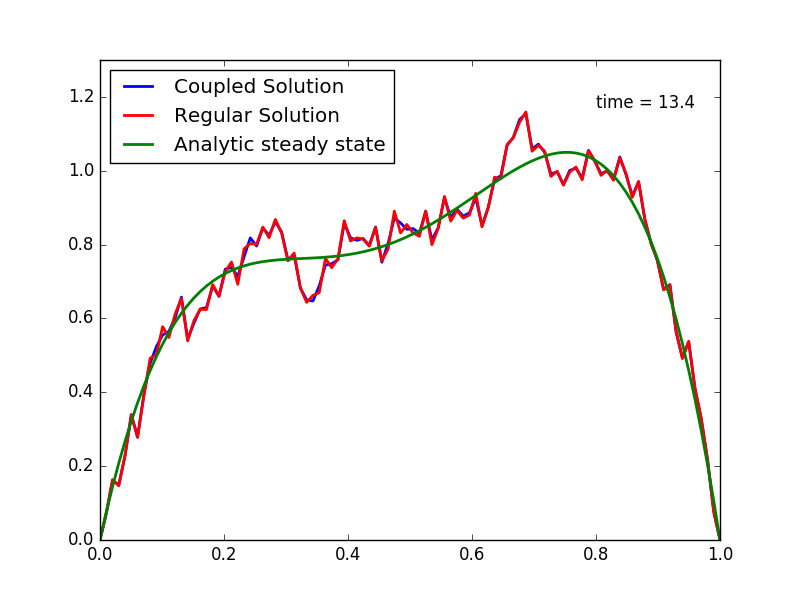 Coupled Solution
Regular Solution
Analytic steady state
time = 13.4
1.2
1.0
0.8
0.6
0.4
0.2
0.0
0.0 0.2 0.4 0.6 0.8 1.0